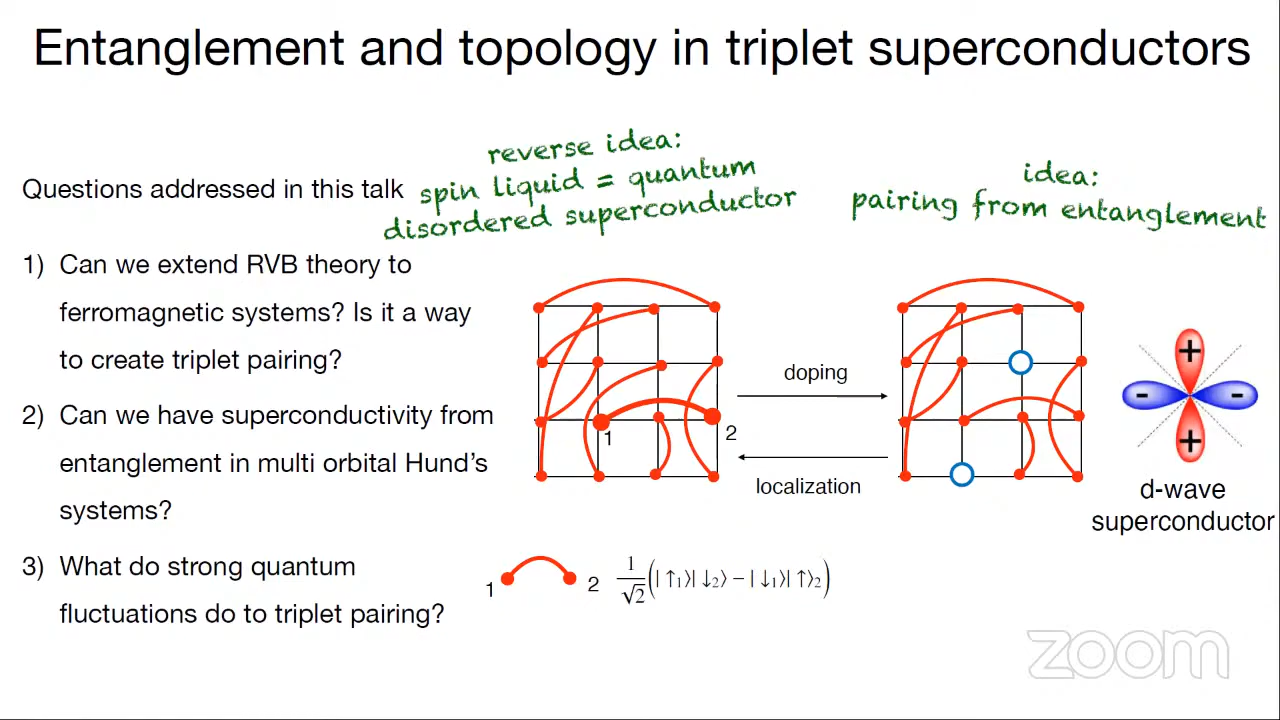 Entanglement and topology in triplet superconductors
reverse idea:
spin liquid = quantum
disordered superconductor
idea:
pairing from entanglement
Questions addressed in this talk
1) Can we extend RVB theory to
ferromagnetic systems? Is it a way
to create triplet pairing?
2) Can we have superconductivity from
entanglement in multi orbital Hund's
systems?
3) What do strong quantum
fluctuations do to triplet pairing?
1
2
doping
localization
+
- -
+
d-wave
superconductor
1 2
1/√2 (|↑₁⟩|↓₂⟩ − |↓₁⟩|↑⟩₂)
zoom